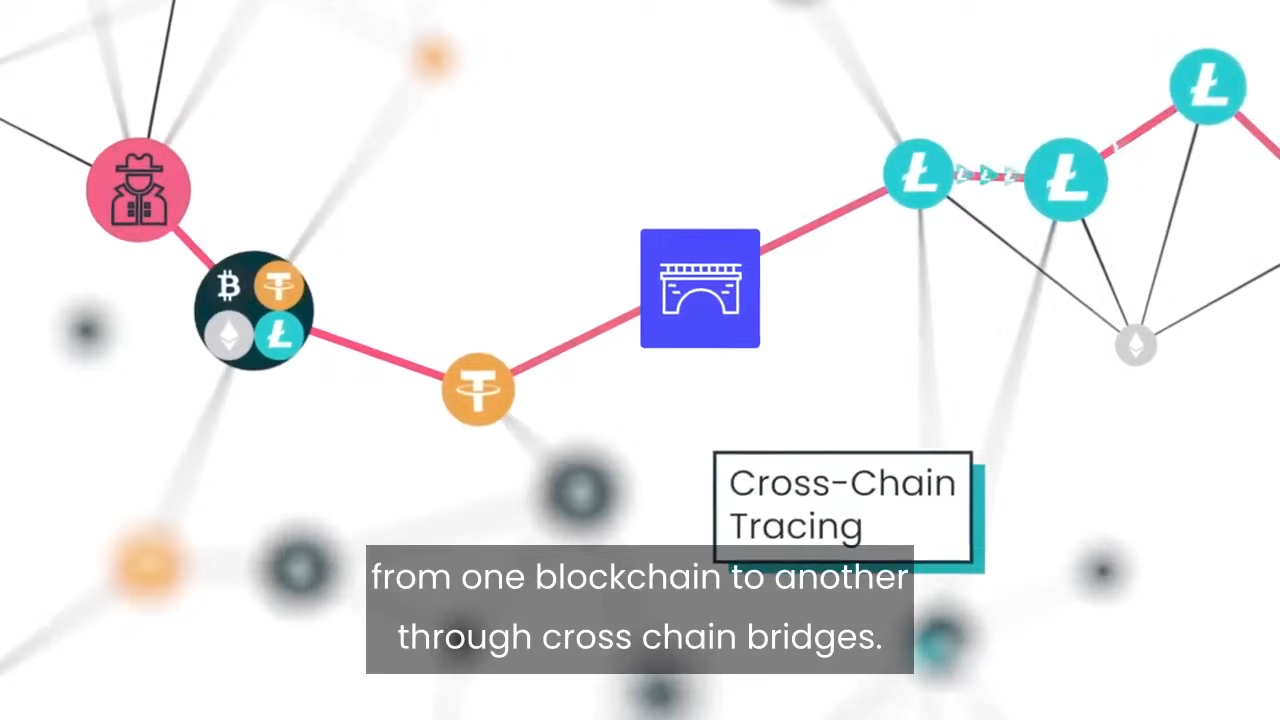 Cross-Chain
Tracing
from one blockchain to another
through cross chain bridges.